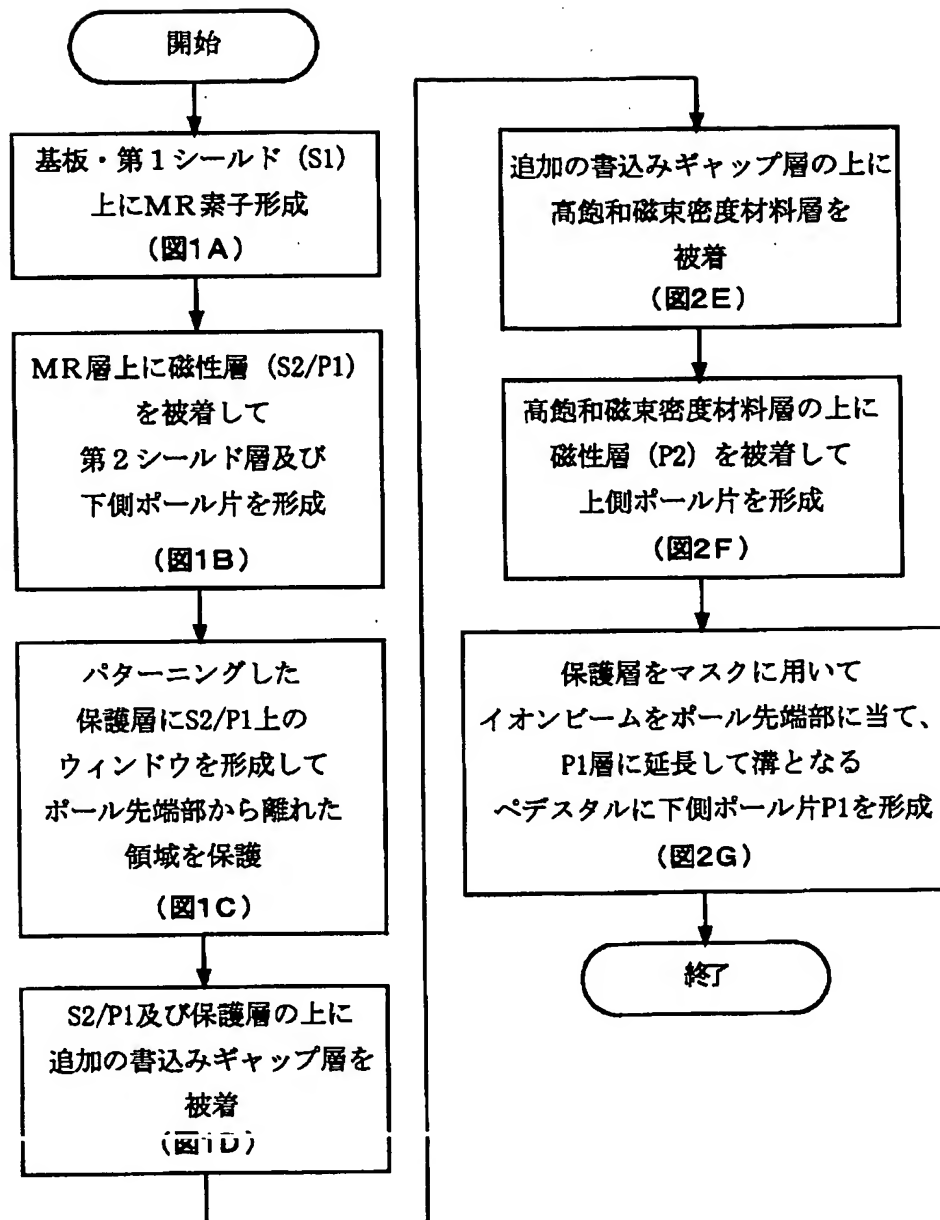 開始
基板・第1シールド（S1）
上にMR素子形成
（図1A）
MR層上に磁性層（S2/P1）
を被着して
第2シールド層及び
下側ポール片を形成
（図1B）
パターニングした
保護層にS2/P1上の
ウィンドウを形成して
ポール先端部から離れた
領域を保護
（図1C）
S2/P1及び保護層の上に
追加の書込みギャップ層を
被着
（図1D）
追加の書込みギャップ層の上に
高飽和磁束密度材料層を
被着
（図2E）
高飽和磁束密度材料層の上に
磁性層（P2）を被着して
上側ポール片を形成
（図2F）
保護層をマスクに用いて
イオンビームをポール先端部に当て、
P1層に延長して溝となる
ペデスタルに下側ポール片P1を形成
（図2G）
終了